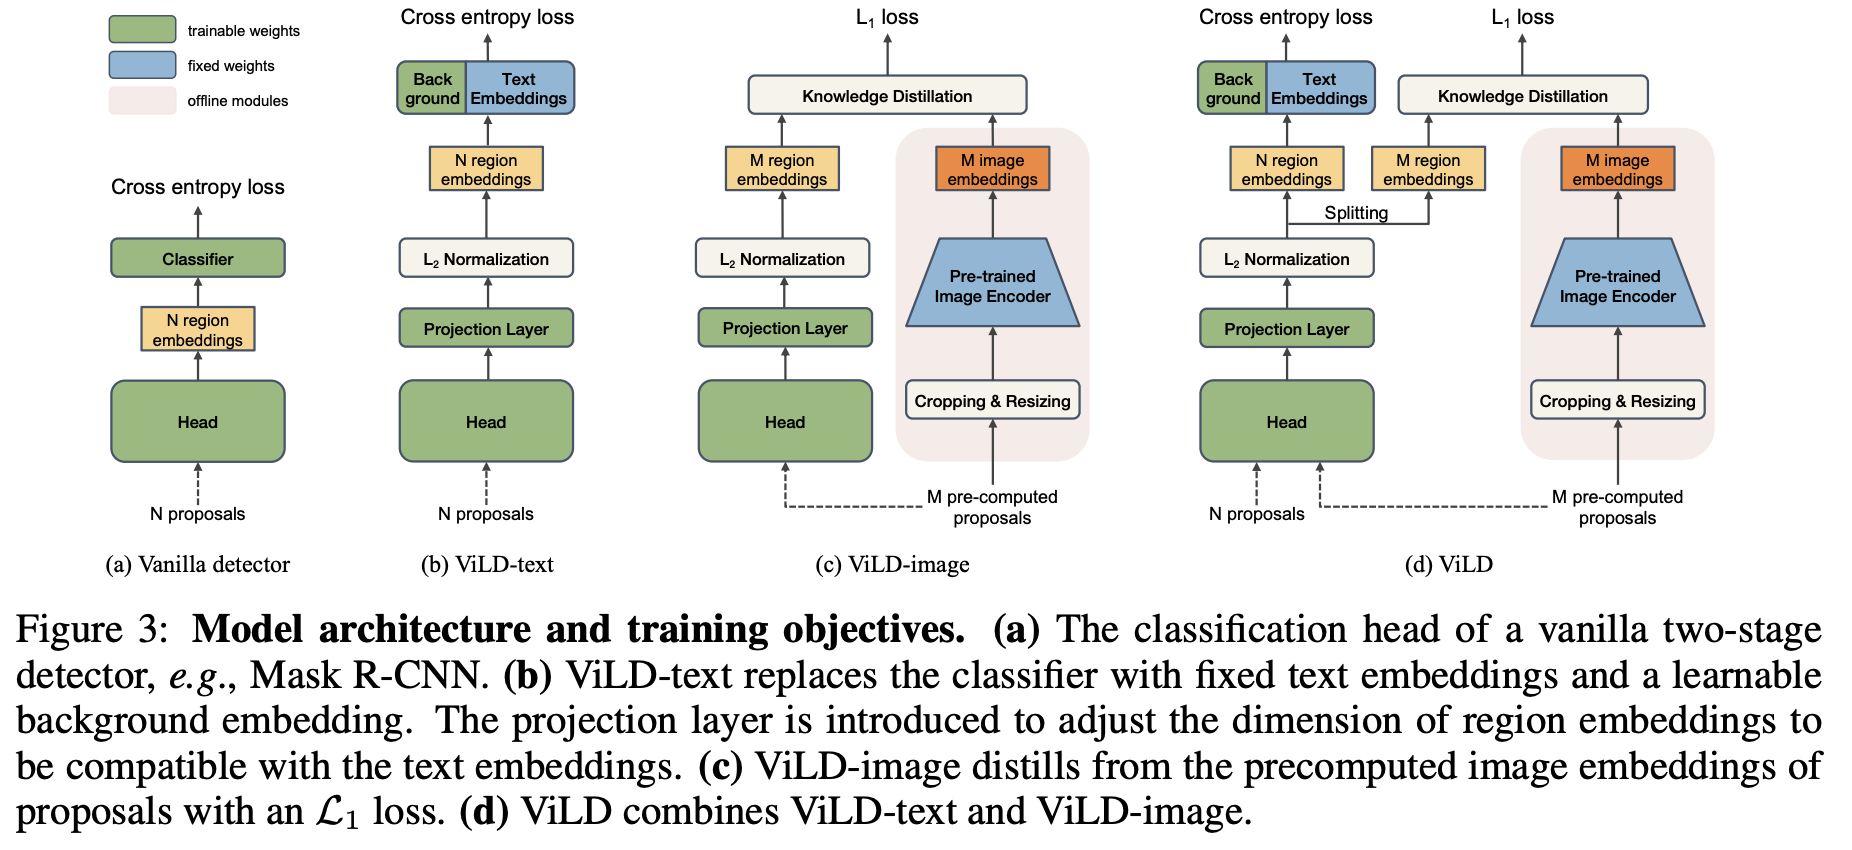 trainable weights
fixed weights
offline modules
Cross entropy loss
Classifier
N region
embeddings
Head
N proposals
(a) Vanilla detector
Cross entropy loss
Back
ground
Text
Embeddings
N region
embeddings
L2 Normalization
Projection Layer
Head
N proposals
(b) ViLD-text
L1 loss
Knowledge Distillation
M region
embeddings
M image
embeddings
L2 Normalization
Pre-trained
Image Encoder
Projection Layer
Head
Cropping & Resizing
M pre-computed
proposals
(c) ViLD-image
Cross entropy loss
L1 loss
Back
ground
Text
Embeddings
Knowledge Distillation
N region
embeddings
M region
embeddings
M image
embeddings
Splitting
L2 Normalization
Pre-trained
Image Encoder
Projection Layer
Head
Cropping & Resizing
N proposals
M pre-computed
proposals
(d) ViLD
Figure 3: Model architecture and training objectives. (a) The classification head of a vanilla two-stage
detector, e.g., Mask R-CNN. (b) ViLD-text replaces the classifier with fixed text embeddings and a learnable
background embedding. The projection layer is introduced to adjust the dimension of region embeddings to
be compatible with the text embeddings. (c) ViLD-image distills from the precomputed image embeddings of
proposals with an ℒ1 loss. (d) ViLD combines ViLD-text and ViLD-image.